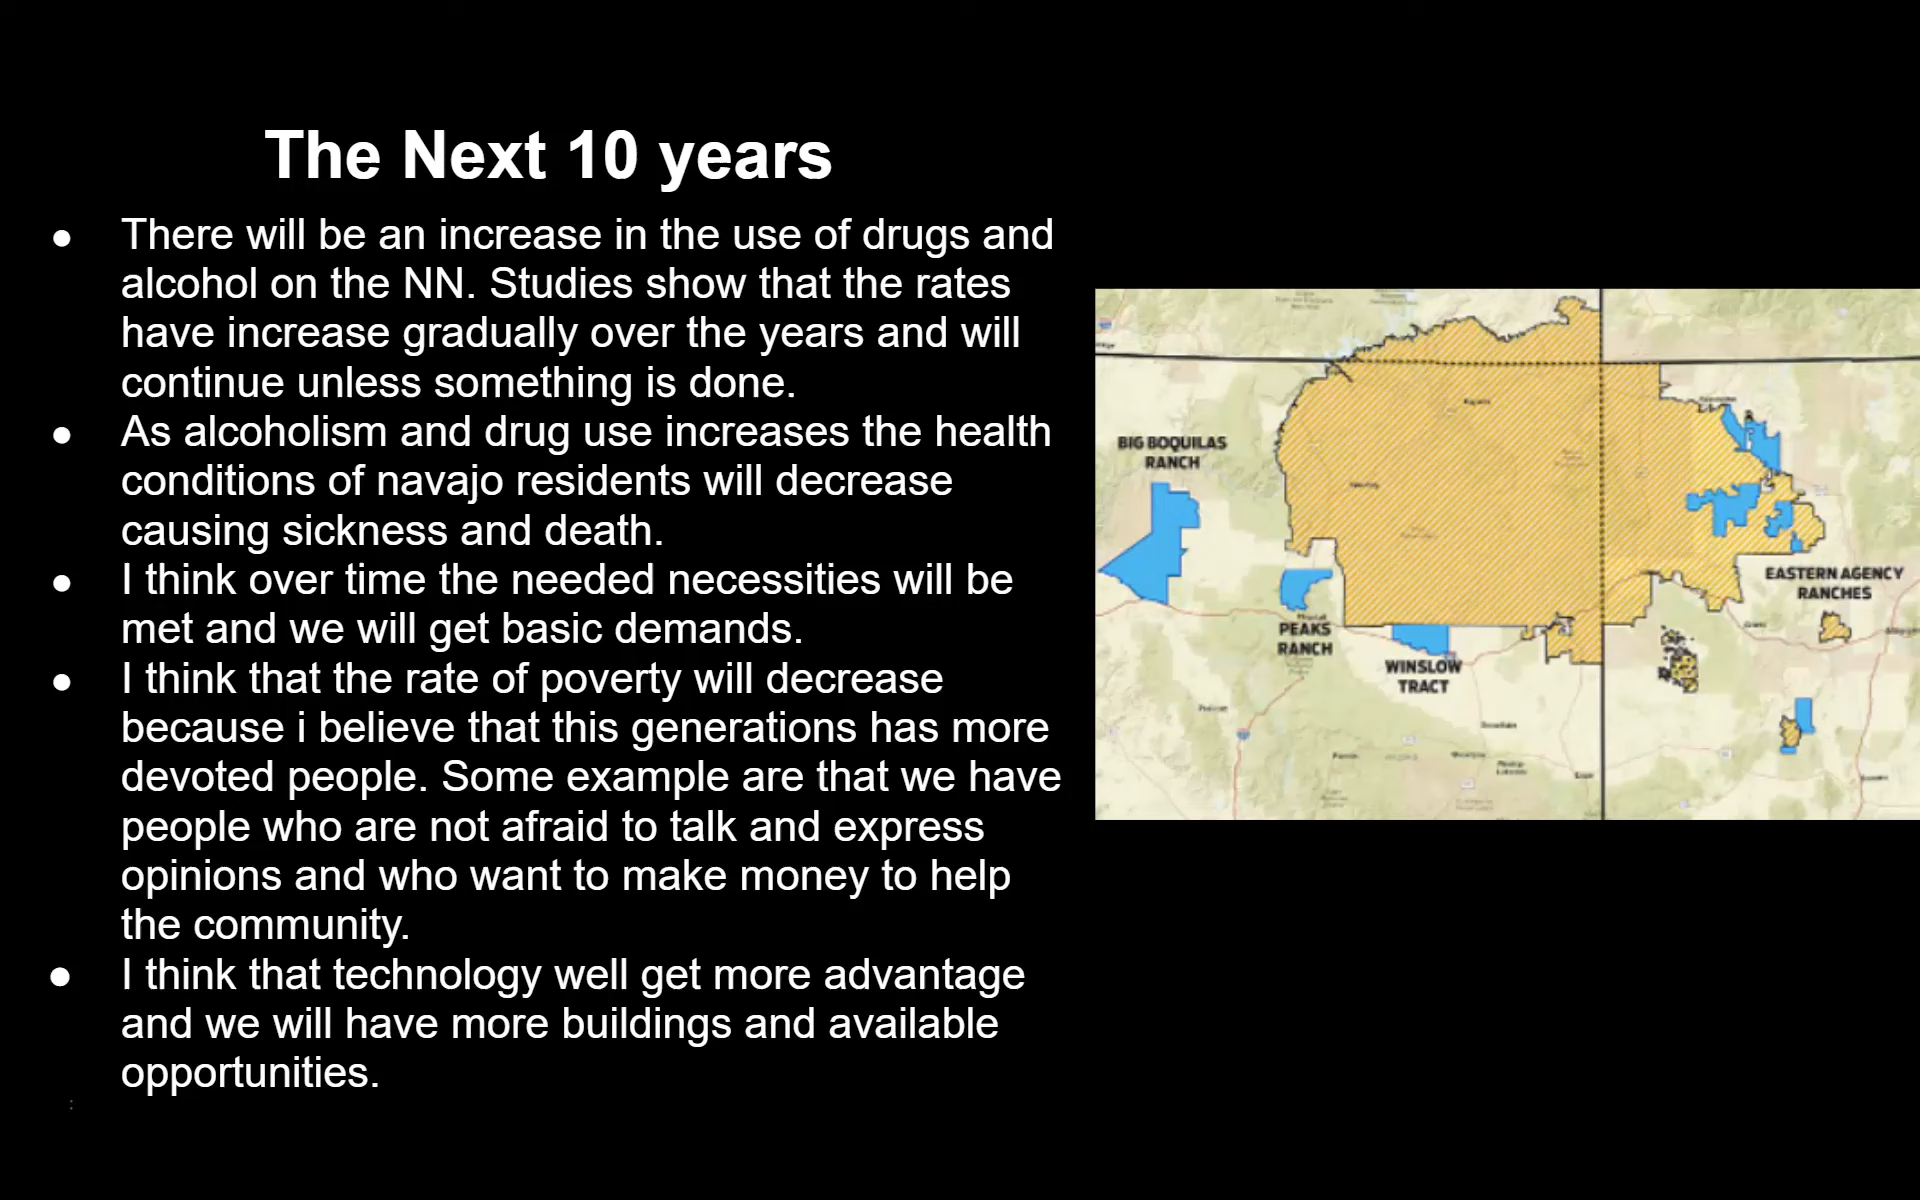 The Next 10 years
● There will be an increase in the use of drugs and
alcohol on the NN. Studies show that the rates
have increase gradually over the years and will
continue unless something is done.
● As alcoholism and drug use increases the health
conditions of navajo residents will decrease
causing sickness and death.
● I think over time the needed necessities will be
met and we will get basic demands.
● I think that the rate of poverty will decrease
because i believe that this generations has more
devoted people. Some example are that we have
people who are not afraid to talk and express
opinions and who want to make money to help
the community.
● I think that technology well get more advantage
and we will have more buildings and available
opportunities.
BIG BOQUILAS
RANCH
PEAKS
RANCH
WINSLOW
TRACT
EASTERN AGENCY
RANCHES